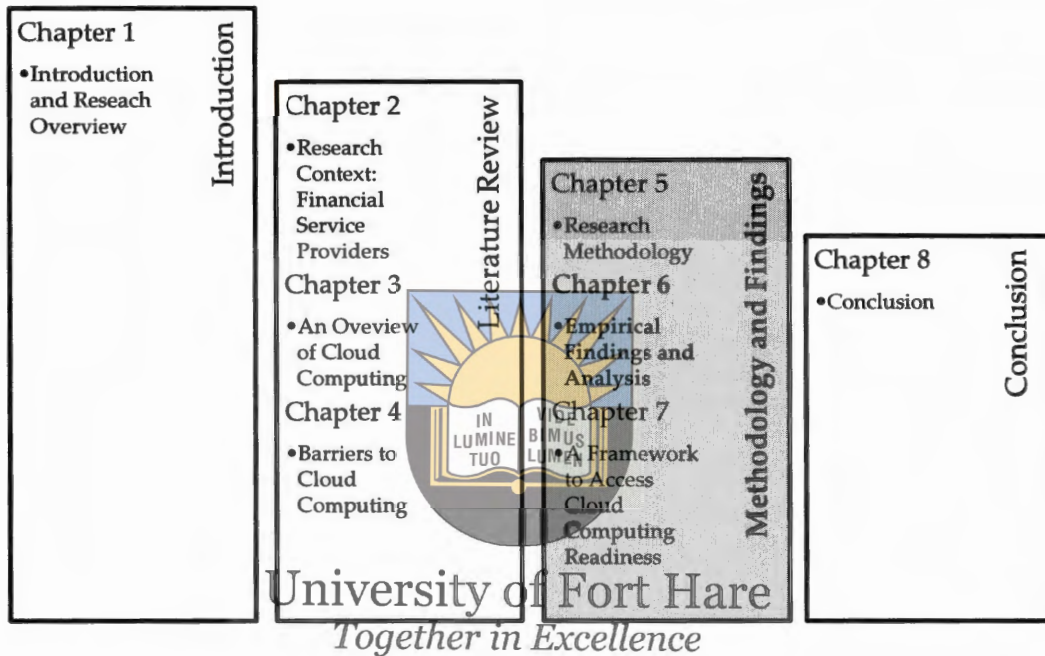 Chapter 1
•Introduction
and Reseach
Overview
Introduction
Chapter 2
•Research
Context:
Financial
Service
Providers
Chapter 3
•An Oveview
of Cloud
Computing
Chapter 4
•Barriers to
Cloud
Computing
Literature Review
Chapter 5
•Research
Methodology
Chapter 6
•Empirical
Findings and
Analysis
Chapter 7
•A Framework
to Access
Cloud
Computing
Readiness
Methodology and Findings
Chapter 8
•Conclusion
Conclusion
IN
LUMINE
TUO
VIDE
BIMUS
LUMEN
University of Fort Hare
Together in Excellence